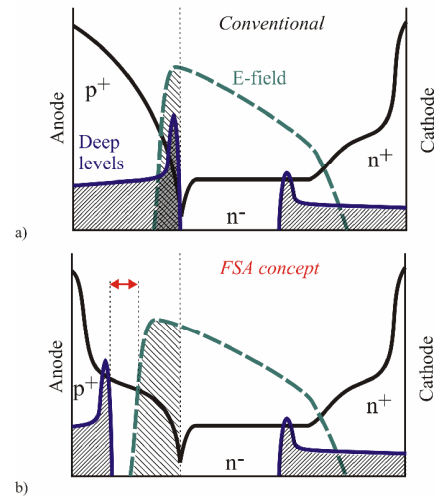 Conventional
p+
E-field
Anode
Deep
levels
n+
Cathode
n-
a)
FSA concept
Anode
p+
n+
Cathode
n-
b)